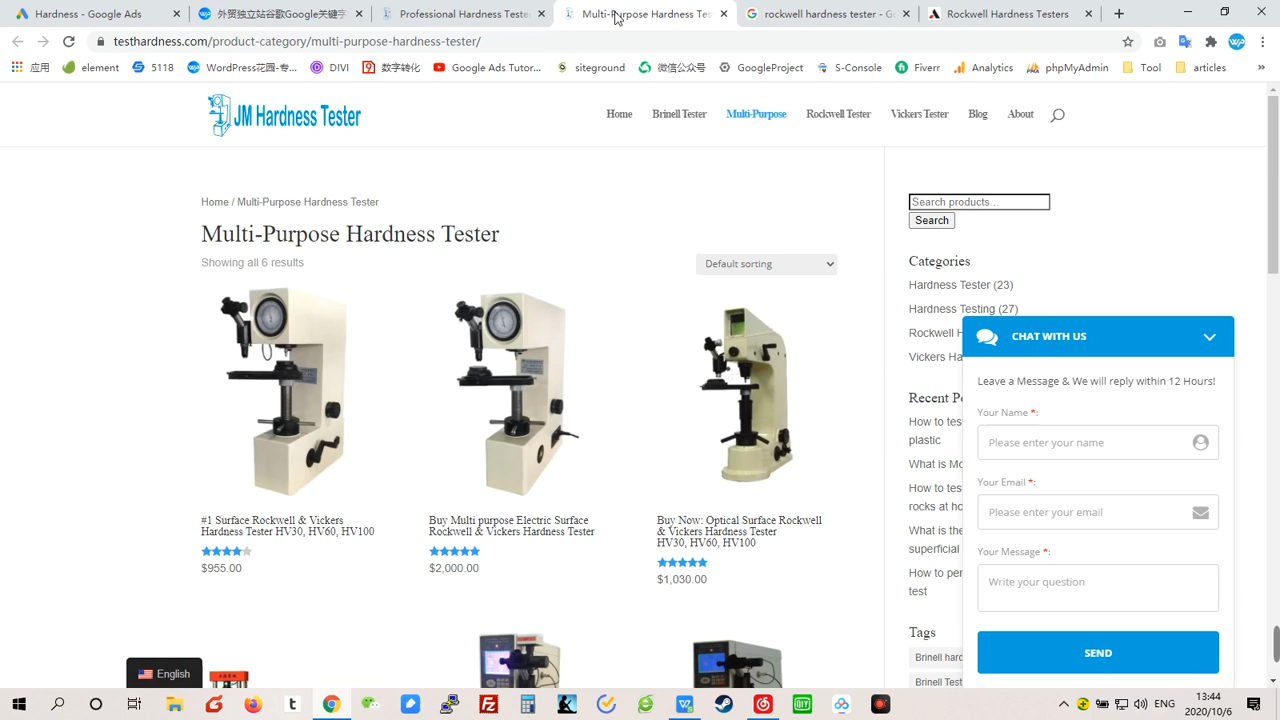 Hardness - Google Ads
外贸独立站谷歌Google关键字
Professional Hardness Tester
Multi-Purpose Hardness Tes
rockwell hardness tester - G
Rockwell Hardness Testers
testhardness.com/product-category/multi-purpose-hardness-tester/
应用
element
5118
WordPress花园-专...
DIVI
数字转化
Google Ads Tutor...
siteground
微信公众号
GoogleProject
S-Console
Fiverr
Analytics
phpMyAdmin
Tool
articles
»
JM Hardness Tester
Home
Brinell Tester
Multi-Purpose
Rockwell Tester
Vickers Tester
Blog
About
Home / Multi-Purpose Hardness Tester
Multi-Purpose Hardness Tester
Showing all 6 results
Default sorting
#1 Surface Rockwell & Vickers
Hardness Tester HV30, HV60, HV100
$955.00
Buy Multi purpose Electric Surface
Rockwell & Vickers Hardness Tester
$2,000.00
Buy Now: Optical Surface Rockwell
& Vickers Hardness Tester
HV30, HV60, HV100
$1,030.00
Search products...
Search
Categories
Hardness Tester (23)
Hardness Testing (27)
Rockwell H
Vickers Ha
Recent P
How to tes
plastic
What is Mo
How to tes
rocks at ho
What is the
superficial
How to per
test
Tags
Brinell hard
Brinell Test
CHAT WITH US
Leave a Message & We will reply within 12 Hours!
Your Name *:
Please enter your name
Your Email *:
Please enter your email
Your Message *:
Write your question
SEND
English
ENG
13:44
2020/10/6